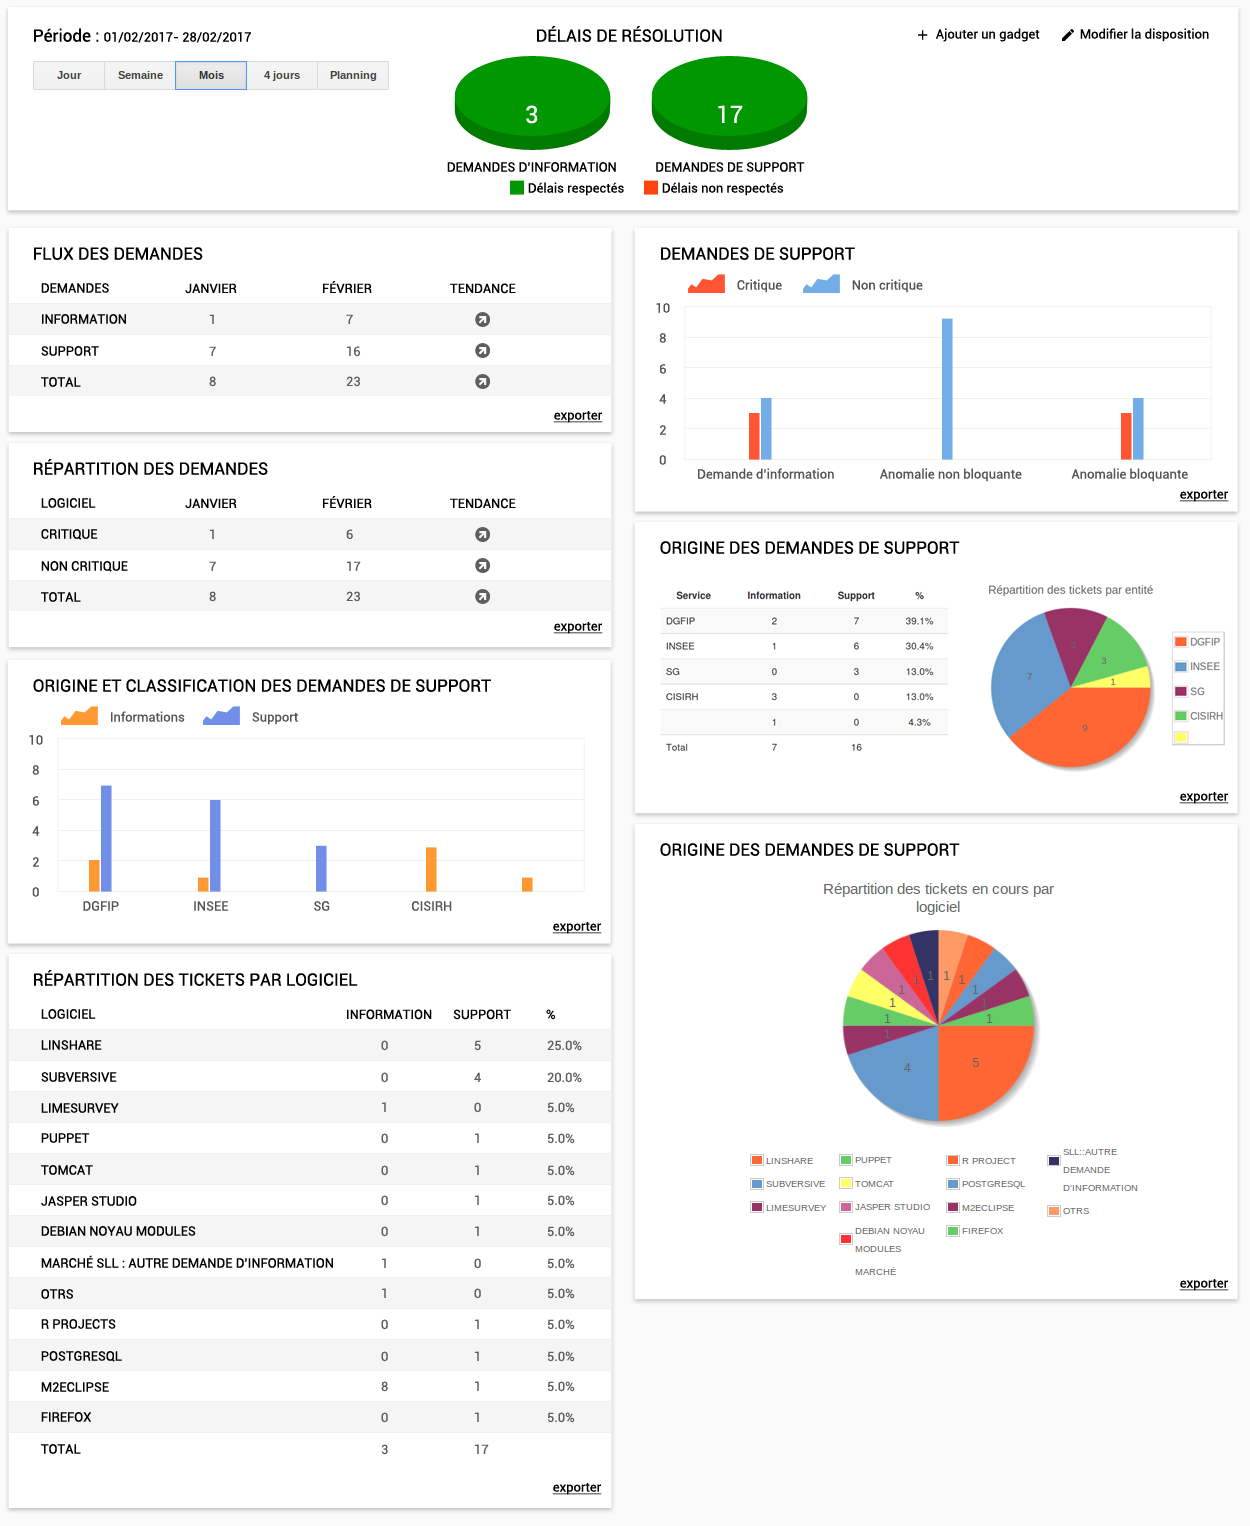 Période : 01/02/2017- 28/02/2017
Jour Semaine Mois 4 jours Planning
DÉLAIS DE RÉSOLUTION
+ Ajouter un gadget Modifier la disposition
3 17
DEMANDES D'INFORMATION DEMANDES DE SUPPORT
Délais respectés Délais non respectés
FLUX DES DEMANDES
DEMANDES JANVIER FÉVRIER TENDANCE
INFORMATION 1 7
SUPPORT 7 16
TOTAL 8 23
exporter
RÉPARTITION DES DEMANDES
LOGICIEL JANVIER FÉVRIER TENDANCE
CRITIQUE 1 6
NON CRITIQUE 7 17
TOTAL 8 23
exporter
ORIGINE ET CLASSIFICATION DES DEMANDES DE SUPPORT
Informations Support
10
8
6
4
2
0
DGFIP INSEE SG CISIRH
exporter
RÉPARTITION DES TICKETS PAR LOGICIEL
LOGICIEL INFORMATION SUPPORT %
LINSHARE 0 5 25.0%
SUBVERSIVE 0 4 20.0%
LIMESURVEY 1 0 5.0%
PUPPET 0 1 5.0%
TOMCAT 0 1 5.0%
JASPER STUDIO 0 1 5.0%
DEBIAN NOYAU MODULES 0 1 5.0%
MARCHÉ SLL : AUTRE DEMANDE D'INFORMATION 1 0 5.0%
OTRS 1 0 5.0%
R PROJECTS 0 1 5.0%
POSTGRESQL 0 1 5.0%
M2ECLIPSE 8 1 5.0%
FIREFOX 0 1 5.0%
TOTAL 3 17
exporter
DEMANDES DE SUPPORT
Critique Non critique
10
8
6
4
2
0
Demande d'information Anomalie non bloquante Anomalie bloquante
exporter
ORIGINE DES DEMANDES DE SUPPORT
Service Information Support %
DGFIP 2 7 39.1%
INSEE 1 6 30.4%
SG 0 3 13.0%
CISIRH 3 0 13.0%
1 0 4.3%
Total 7 16
Répartition des tickets par entité
3
3
7
1
9
DGFIP
INSEE
SG
CISIRH
exporter
ORIGINE DES DEMANDES DE SUPPORT
Répartition des tickets en cours par
logiciel
1 1 1 1
1 1
1 1
1 1
1
4 5
LINSHARE
SUBVERSIVE
LIMESURVEY
PUPPET
TOMCAT
JASPER STUDIO
DEBIAN NOYAU
MODULES
MARCHÉ
R PROJECT
POSTGRESQL
M2ECLIPSE
FIREFOX
SLL::AUTRE
DEMANDE
D'INFORMATION
OTRS
exporter